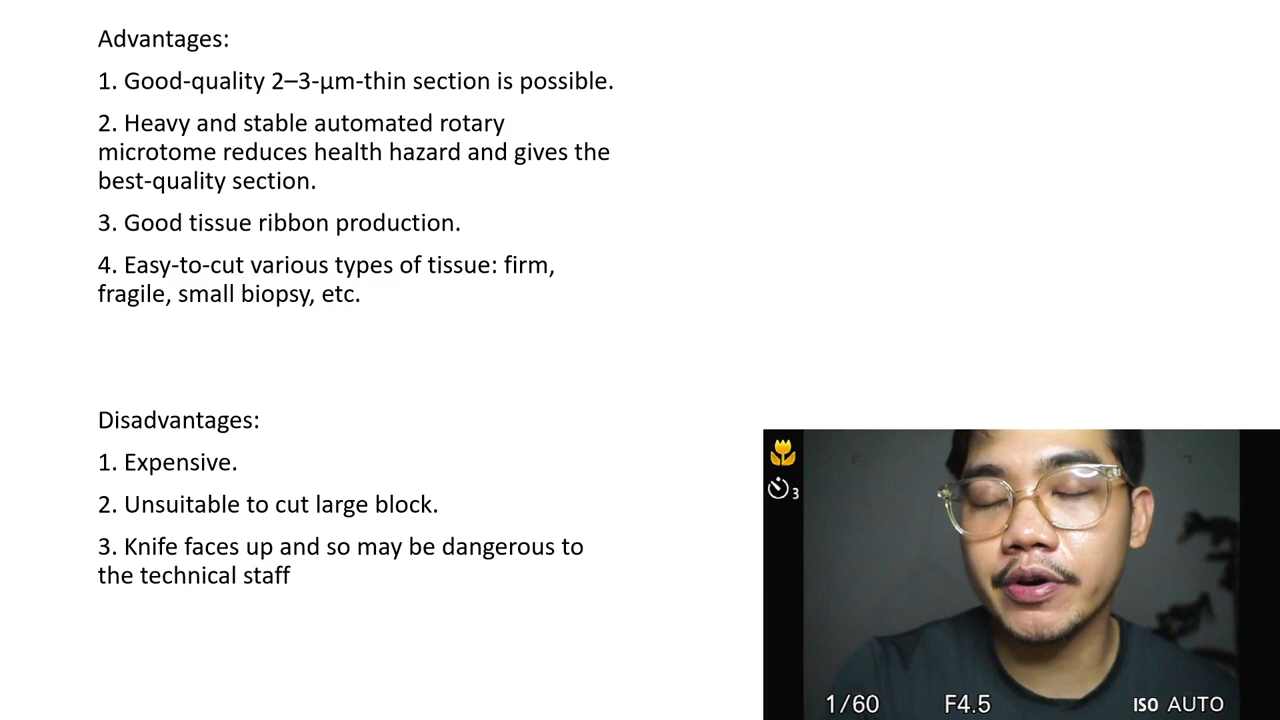 Advantages:
1. Good-quality 2–3-μm-thin section is possible.
2. Heavy and stable automated rotary
microtome reduces health hazard and gives the
best-quality section.
3. Good tissue ribbon production.
4. Easy-to-cut various types of tissue: firm,
fragile, small biopsy, etc.
Disadvantages:
1. Expensive.
2. Unsuitable to cut large block.
3. Knife faces up and so may be dangerous to
the technical staff
3
1/60 F4.5 ISO AUTO